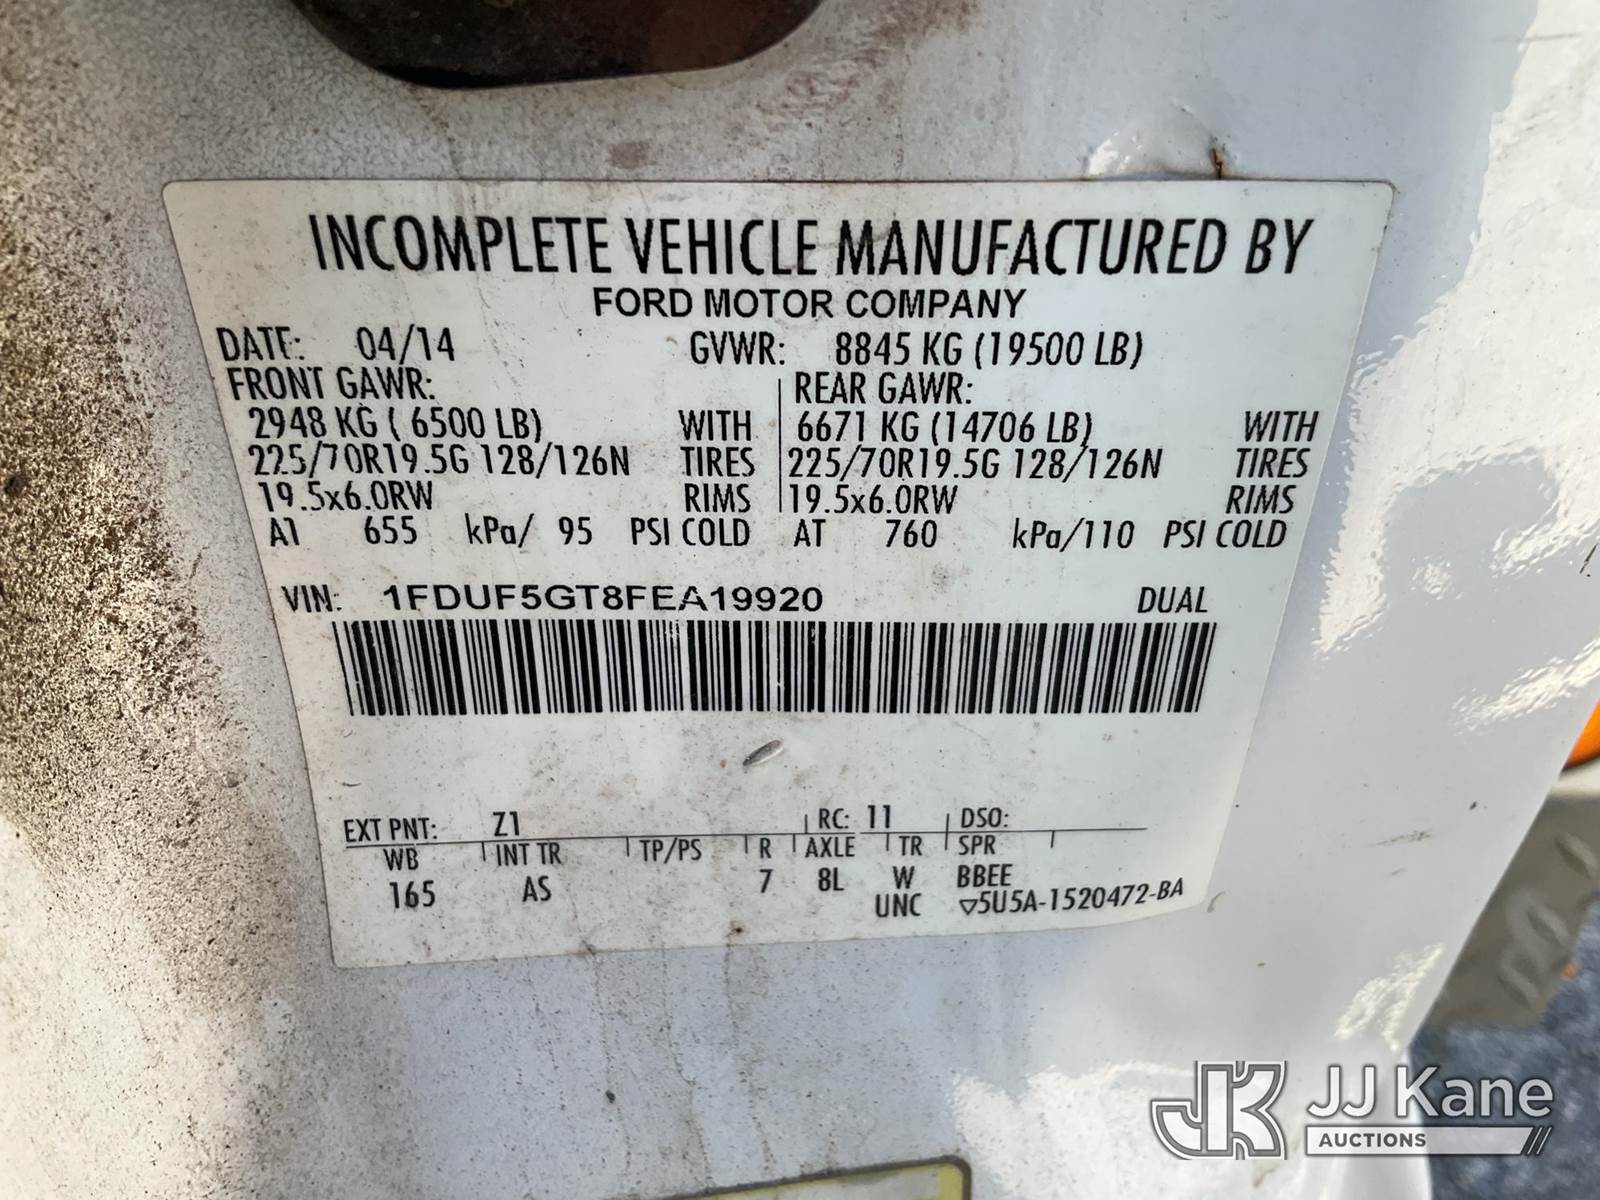 INCOMPLETE VEHICLE MANUFACTURED BY
FORD MOTOR COMPANY
DATE: 04/14 GVWR: 8845 KG (19500 LB)
FRONT GAWR: REAR GAWR:
2948 KG ( 6500 LB) WITH 6671 KG (14706 LB) WITH
225/70R19.5G 128/126N TIRES 225/70R19.5G 128/126N TIRES
19.5x6.0RW RIMS 19.5x6.0RW RIMS
AT 655 kPa/ 95 PSI COLD AT 760 kPa/110 PSI COLD
VIN: 1FDUF5GT8FEA19920 DUAL
EXT PNT: Z1 RC: 11 DSO:
WB INT TR TP/PS R AXLE TR SPR
165 AS 7 8L W BBEE
UNC ▽5U5A-1520472-BA
JK JJ Kane
AUCTIONS